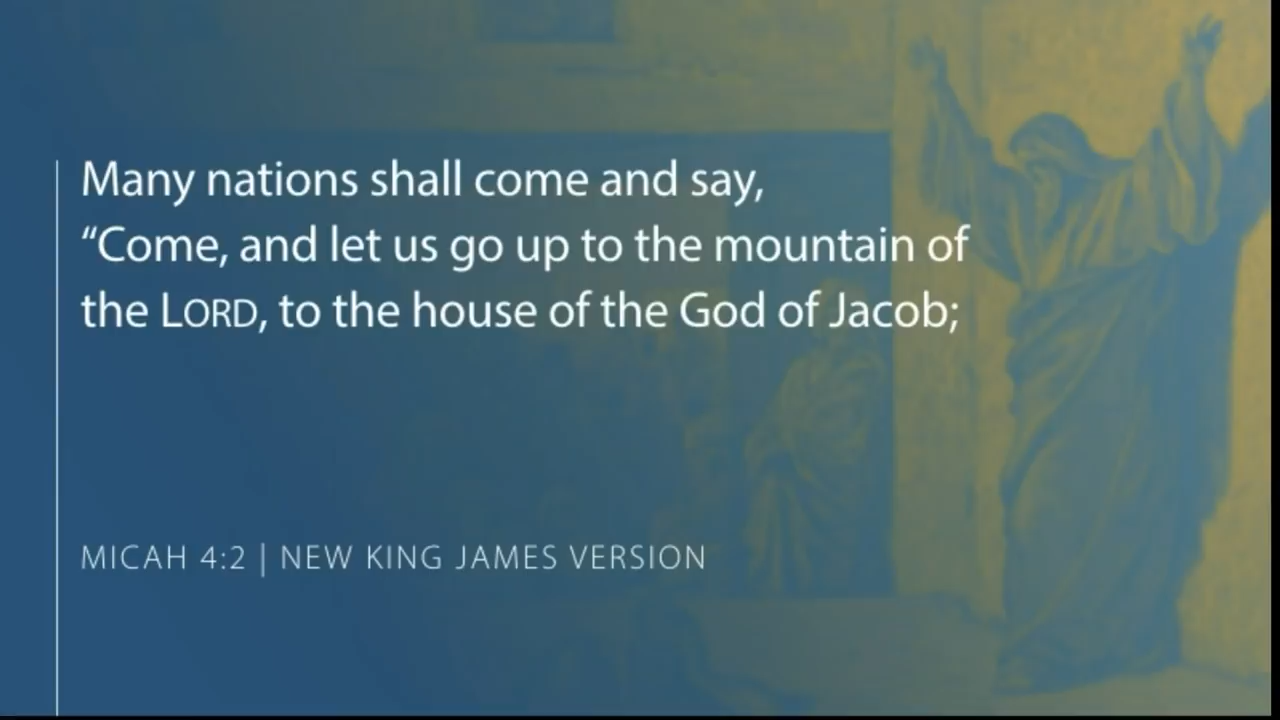 Many nations shall come and say,
“Come, and let us go up to the mountain of
the LORD, to the house of the God of Jacob;
MICAH 4:2 | NEW KING JAMES VERSION